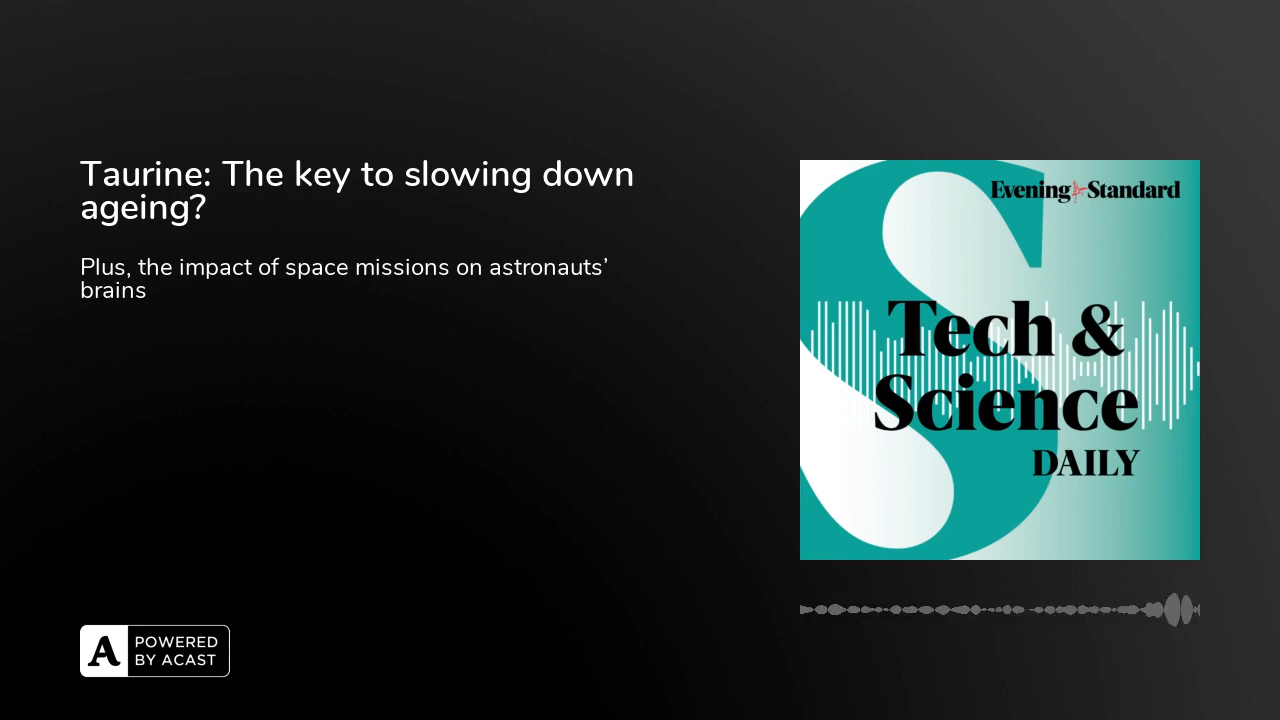 Taurine: The key to slowing down
ageing?
Plus, the impact of space missions on astronauts’
brains
Evening Standard
Tech &
Science
DAILY
A POWERED
BY ACAST